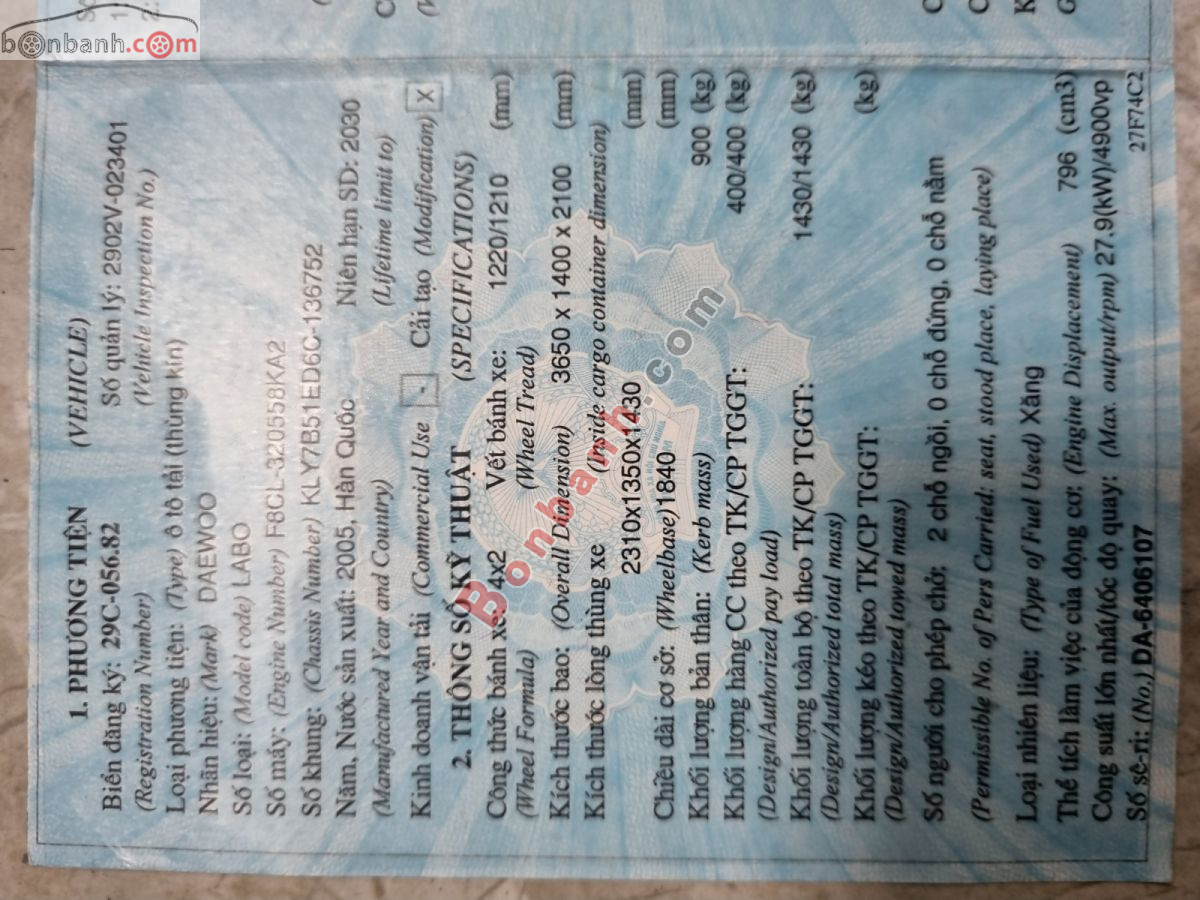 bonbanh.com
1. PHƯƠNG TIỆN (VEHICLE)
Biển đăng ký: 29C-056.82 Số quản lý: 2902V-023401
(Registration Number) (Vehicle Inspection No.)
Loại phương tiện: (Type) ô tô tải (thùng kín)
Nhãn hiệu: (Mark) DAEWOO
Số loại: (Model code) LABO
Số máy: (Engine Number) F8CL-320558KA2
Số khung: (Chassis Number) KLY7B51ED6C-136752
Năm, Nước sản xuất: 2005, Hàn Quốc Niên hạn SD: 2030
(Manufactured Year and Country) (Lifetime limit to)
Kinh doanh vận tải (Commercial Use - Cải tạo (Modification) X
2. THÔNG SỐ KỸ THUẬT (SPECIFICATIONS)
Công thức bánh xe: 4x2 Vết bánh xe: 1220/1210 (mm)
(Wheel Formula) (Wheel Tread)
Kích thước bao: (Overall Dimension) 3650 x 1400 x 2100 (mm)
Kích thước lòng thùng xe (Inside cargo container dimension)
2310x1350x1430 (mm)
Chiều dài cơ sở: (Wheelbase) 1840 (mm)
Khối lượng bản thân: (Kerb mass) 900 (kg)
Khối lượng hàng CC theo TK/CP TGGT: 400/400 (kg)
(Design/Authorized pay load)
Khối lượng toàn bộ theo TK/CP TGGT: 1430/1430 (kg)
(Design/Authorized total mass)
Khối lượng kéo theo TK/CP TGGT: (kg)
(Design/Authorized towed mass)
Số người cho phép chở: 2 chỗ ngồi, 0 chỗ đứng, 0 chỗ nằm
(Permissible No. of Pers Carried: seat, stood place, laying place)
Loại nhiên liệu: (Type of Fuel Used) Xăng
Thể tích làm việc của động cơ: (Engine Displacement) 796 (cm3)
Công suất lớn nhất/tốc độ quay: (Max. output/rpm) 27.9(kW)/4900vp
Số sê-ri: (No.) DA-6406107 27F74C2
Bonbanh.com